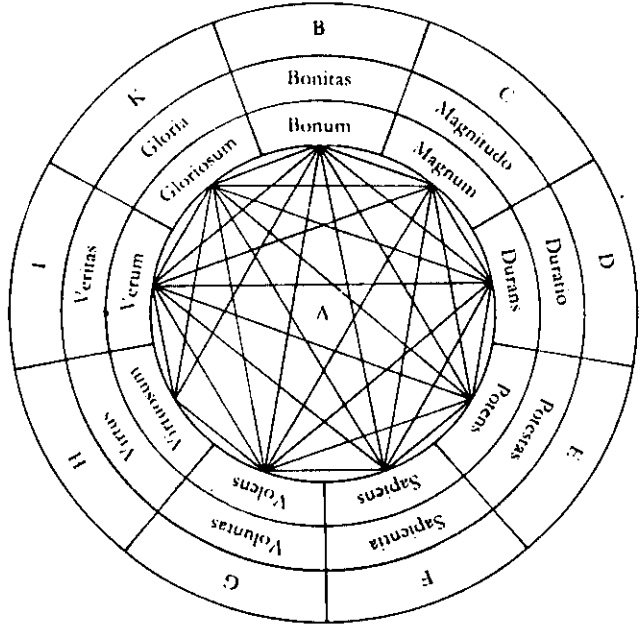 B
Bonitas
Bonum
C
Magnitudo
Magnum
D
Duratio
Durans
E
Potestas
Potens
F
Sapientia
Sapiens
G
Voluntas
Volens
H
Virtus
Virtuosum
I
Veritas
Verum
K
Gloria
Gloriosum
A